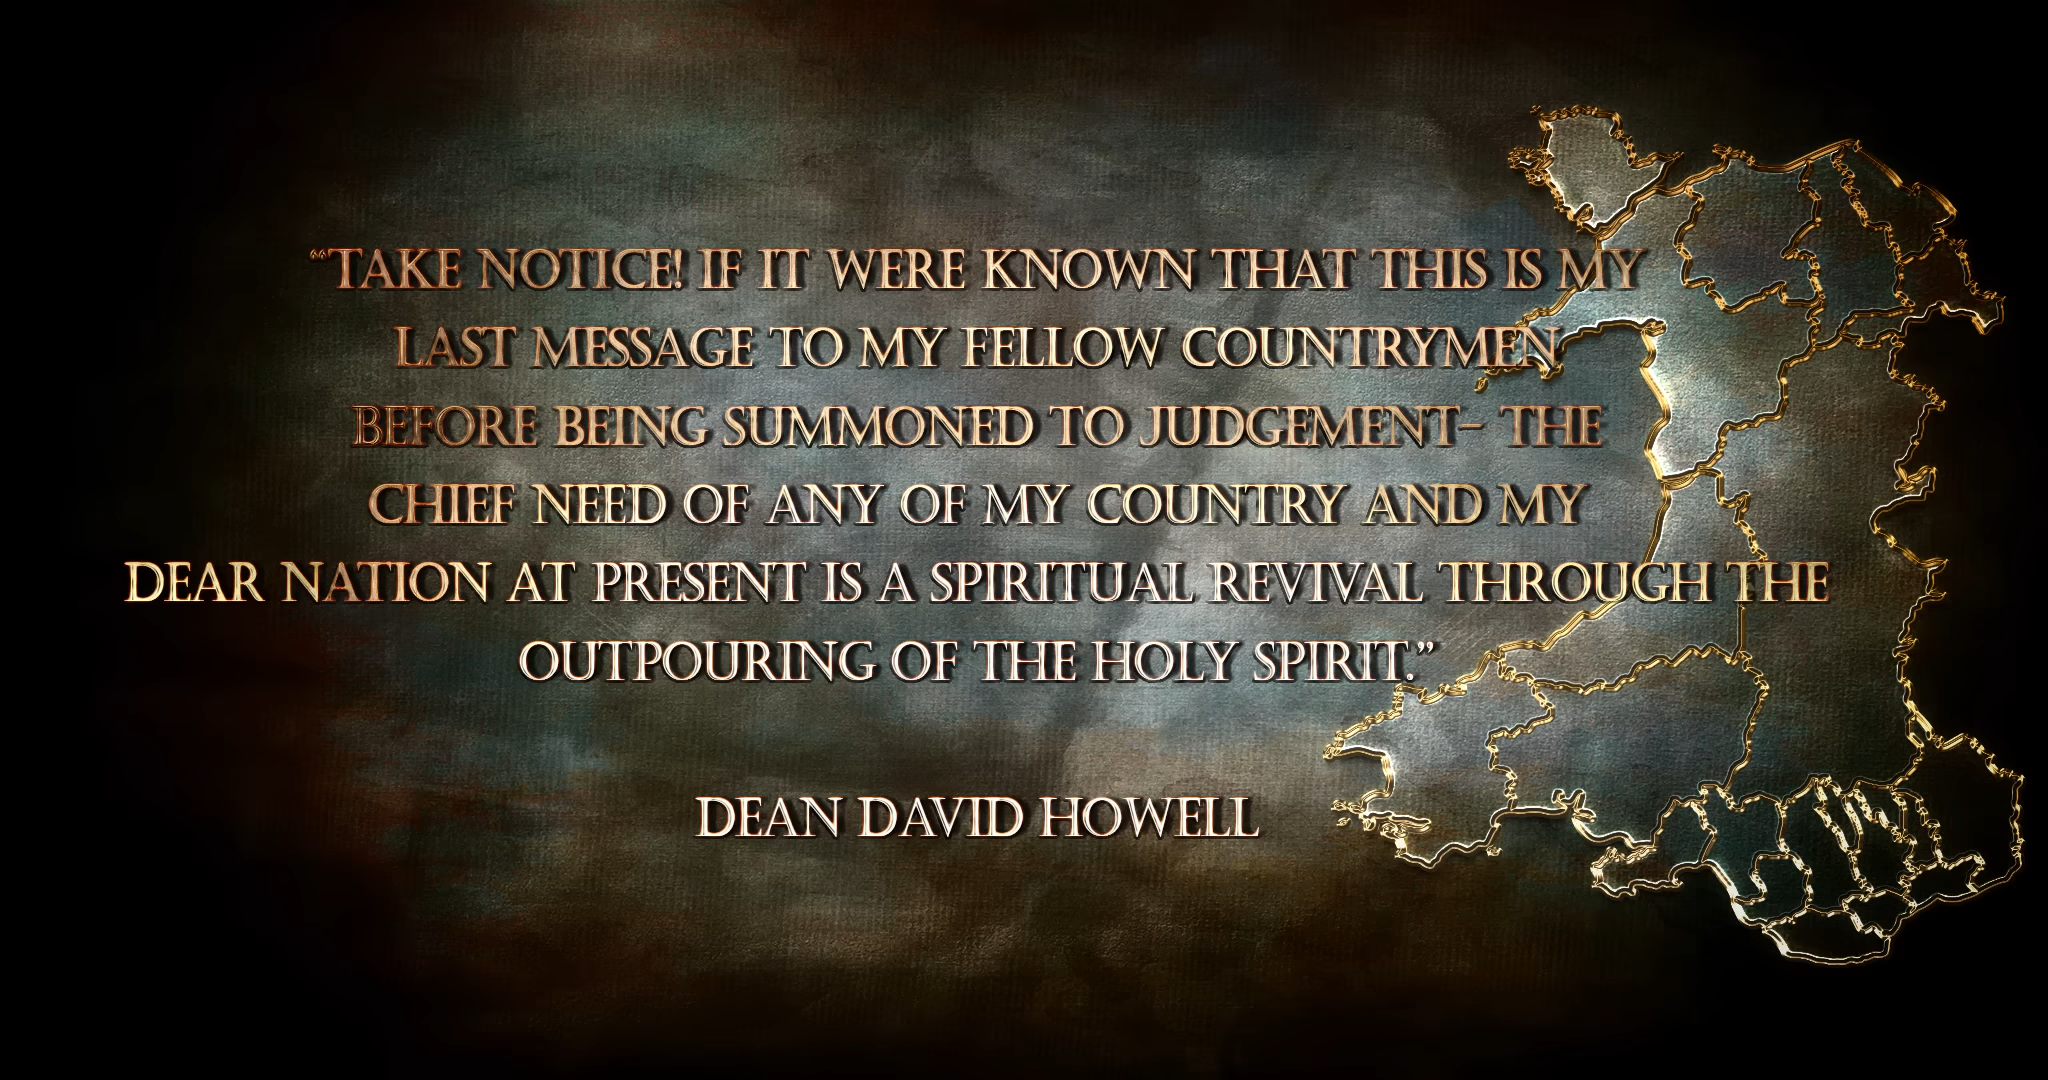 “TAKE NOTICE! IF IT WERE KNOWN THAT THIS IS MY
LAST MESSAGE TO MY FELLOW COUNTRYMEN
BEFORE BEING SUMMONED TO JUDGEMENT- THE
CHIEF NEED OF ANY OF MY COUNTRY AND MY
DEAR NATION AT PRESENT IS A SPIRITUAL REVIVAL THROUGH THE
OUTPOURING OF THE HOLY SPIRIT.”
DEAN DAVID HOWELL